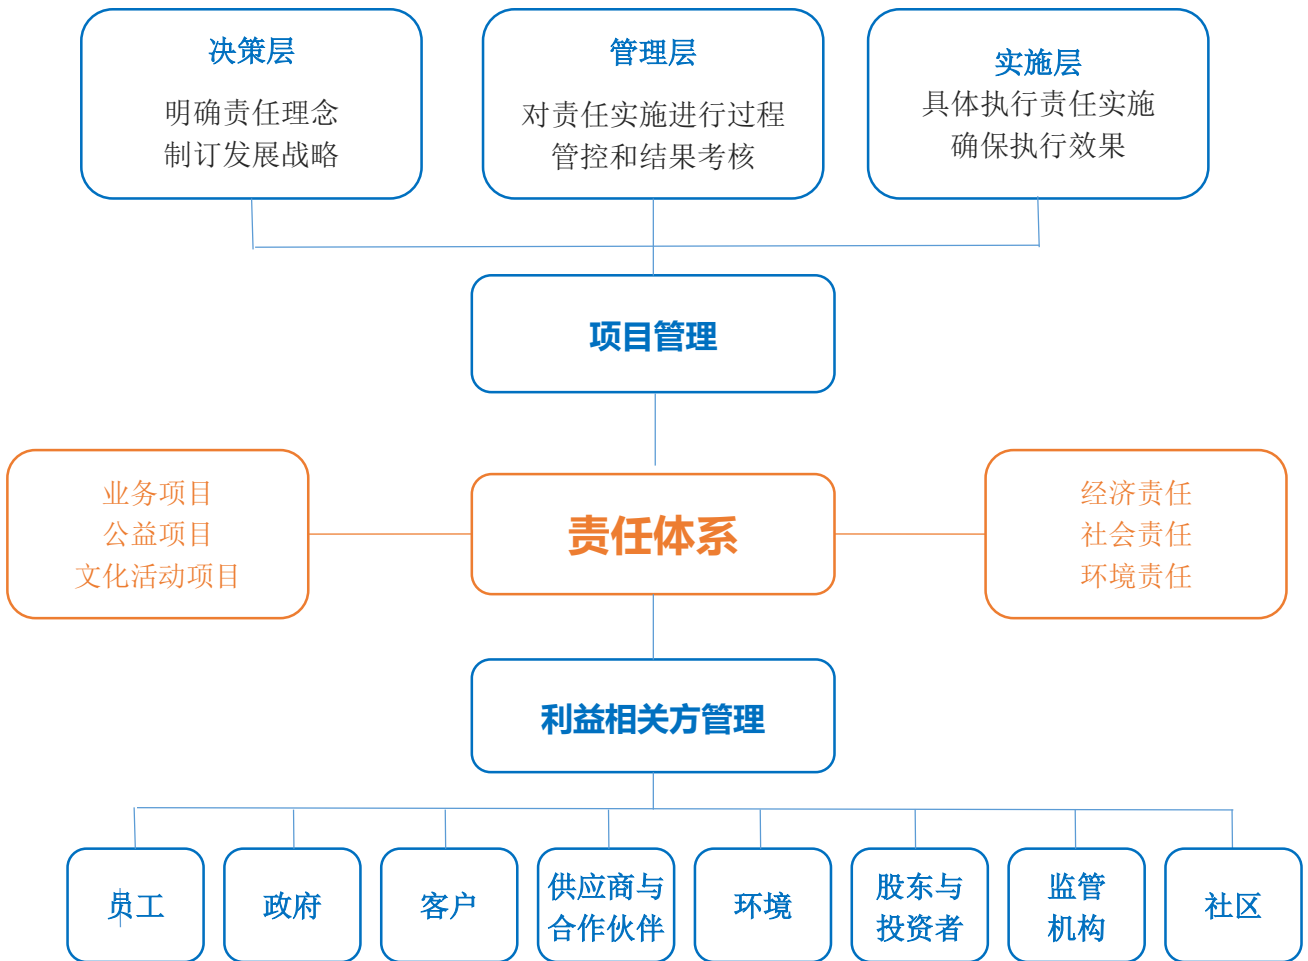 决策层
明确责任理念
制订发展战略
管理层
对责任实施进行过程
管控和结果考核
实施层
具体执行责任实施
确保执行效果
项目管理
业务项目
公益项目
文化活动项目
责任体系
经济责任
社会责任
环境责任
利益相关方管理
员工
政府
客户
供应商与
合作伙伴
环境
股东与
投资者
监管
机构
社区